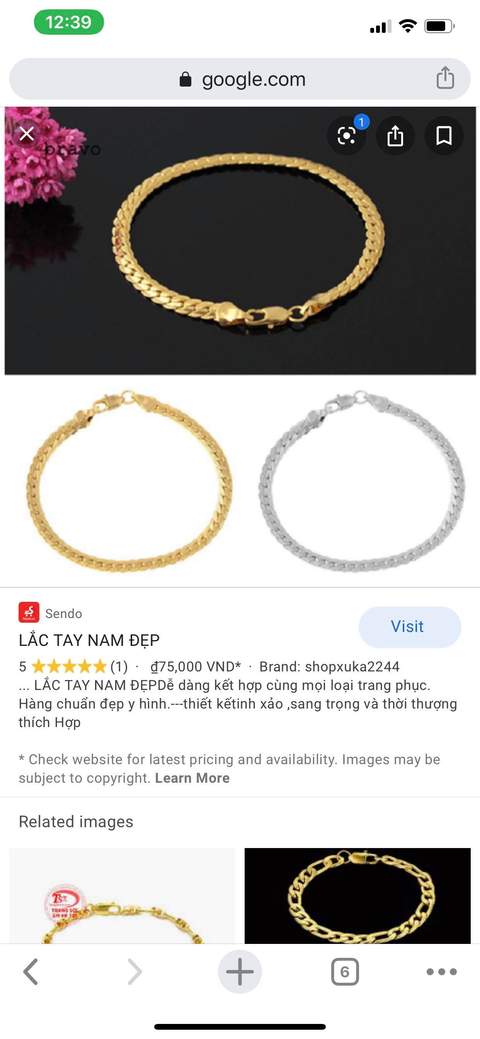 12:39
google.com
bravo
1
Sendo
LẮC TAY NAM ĐẸP
Visit
5 ★★★★★ (1) · ₫75,000 VND* · Brand: shopxuka2244
... LẮC TAY NAM ĐẸPDễ dàng kết hợp cùng mọi loại trang phục.
Hàng chuẩn đẹp y hình.---thiết kếtinh xảo ,sang trọng và thời thượng
thích Hợp
* Check website for latest pricing and availability. Images may be
subject to copyright. Learn More
Related images
6